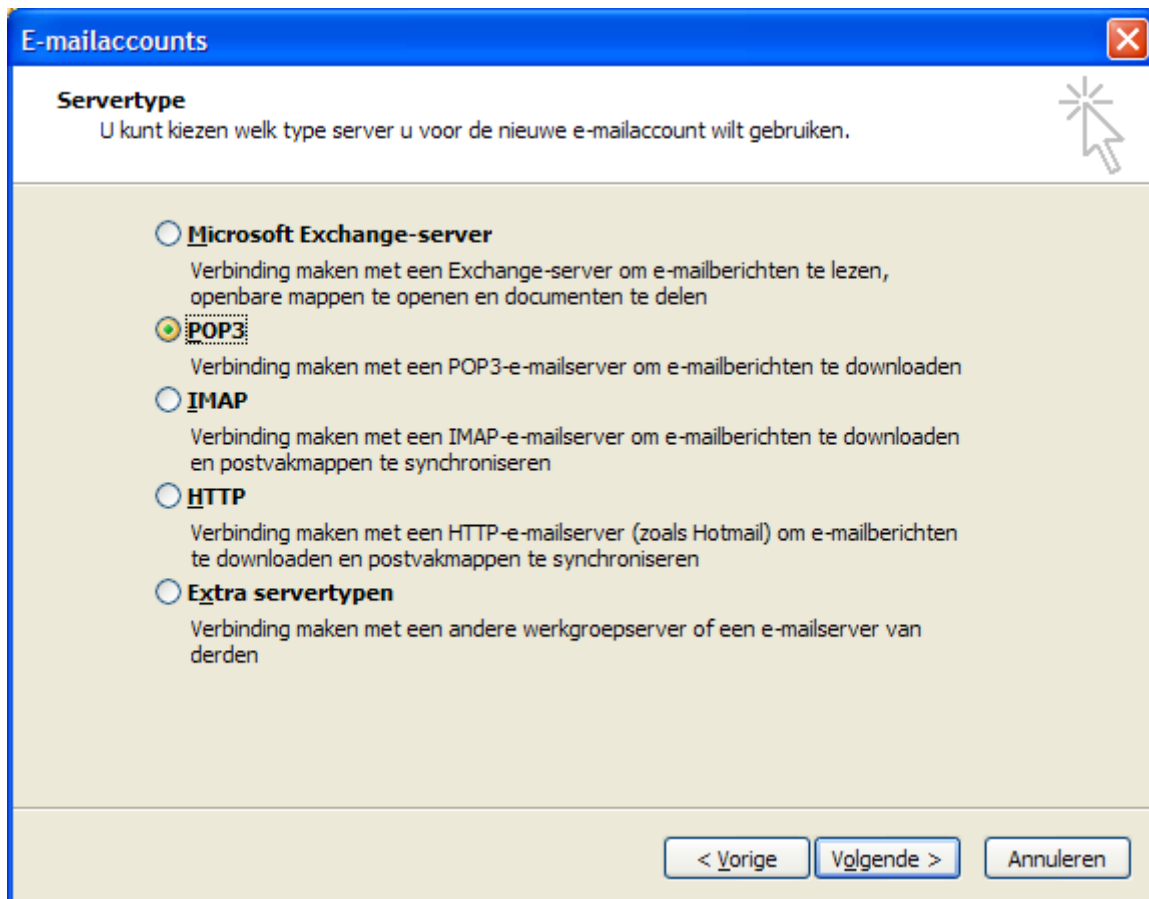 E-mailaccounts
Servertype
U kunt kiezen welk type server u voor de nieuwe e-mailaccount wilt gebruiken.
Microsoft Exchange-server
Verbinding maken met een Exchange-server om e-mailberichten te lezen,
openbare mappen te openen en documenten te delen
POP3
Verbinding maken met een POP3-e-mailserver om e-mailberichten te downloaden
IMAP
Verbinding maken met een IMAP-e-mailserver om e-mailberichten te downloaden
en postvakmappen te synchroniseren
HTTP
Verbinding maken met een HTTP-e-mailserver (zoals Hotmail) om e-mailberichten
te downloaden en postvakmappen te synchroniseren
Extra servertypen
Verbinding maken met een andere werkgroepserver of een e-mailserver van
derden
< Vorige Volgende > Annuleren